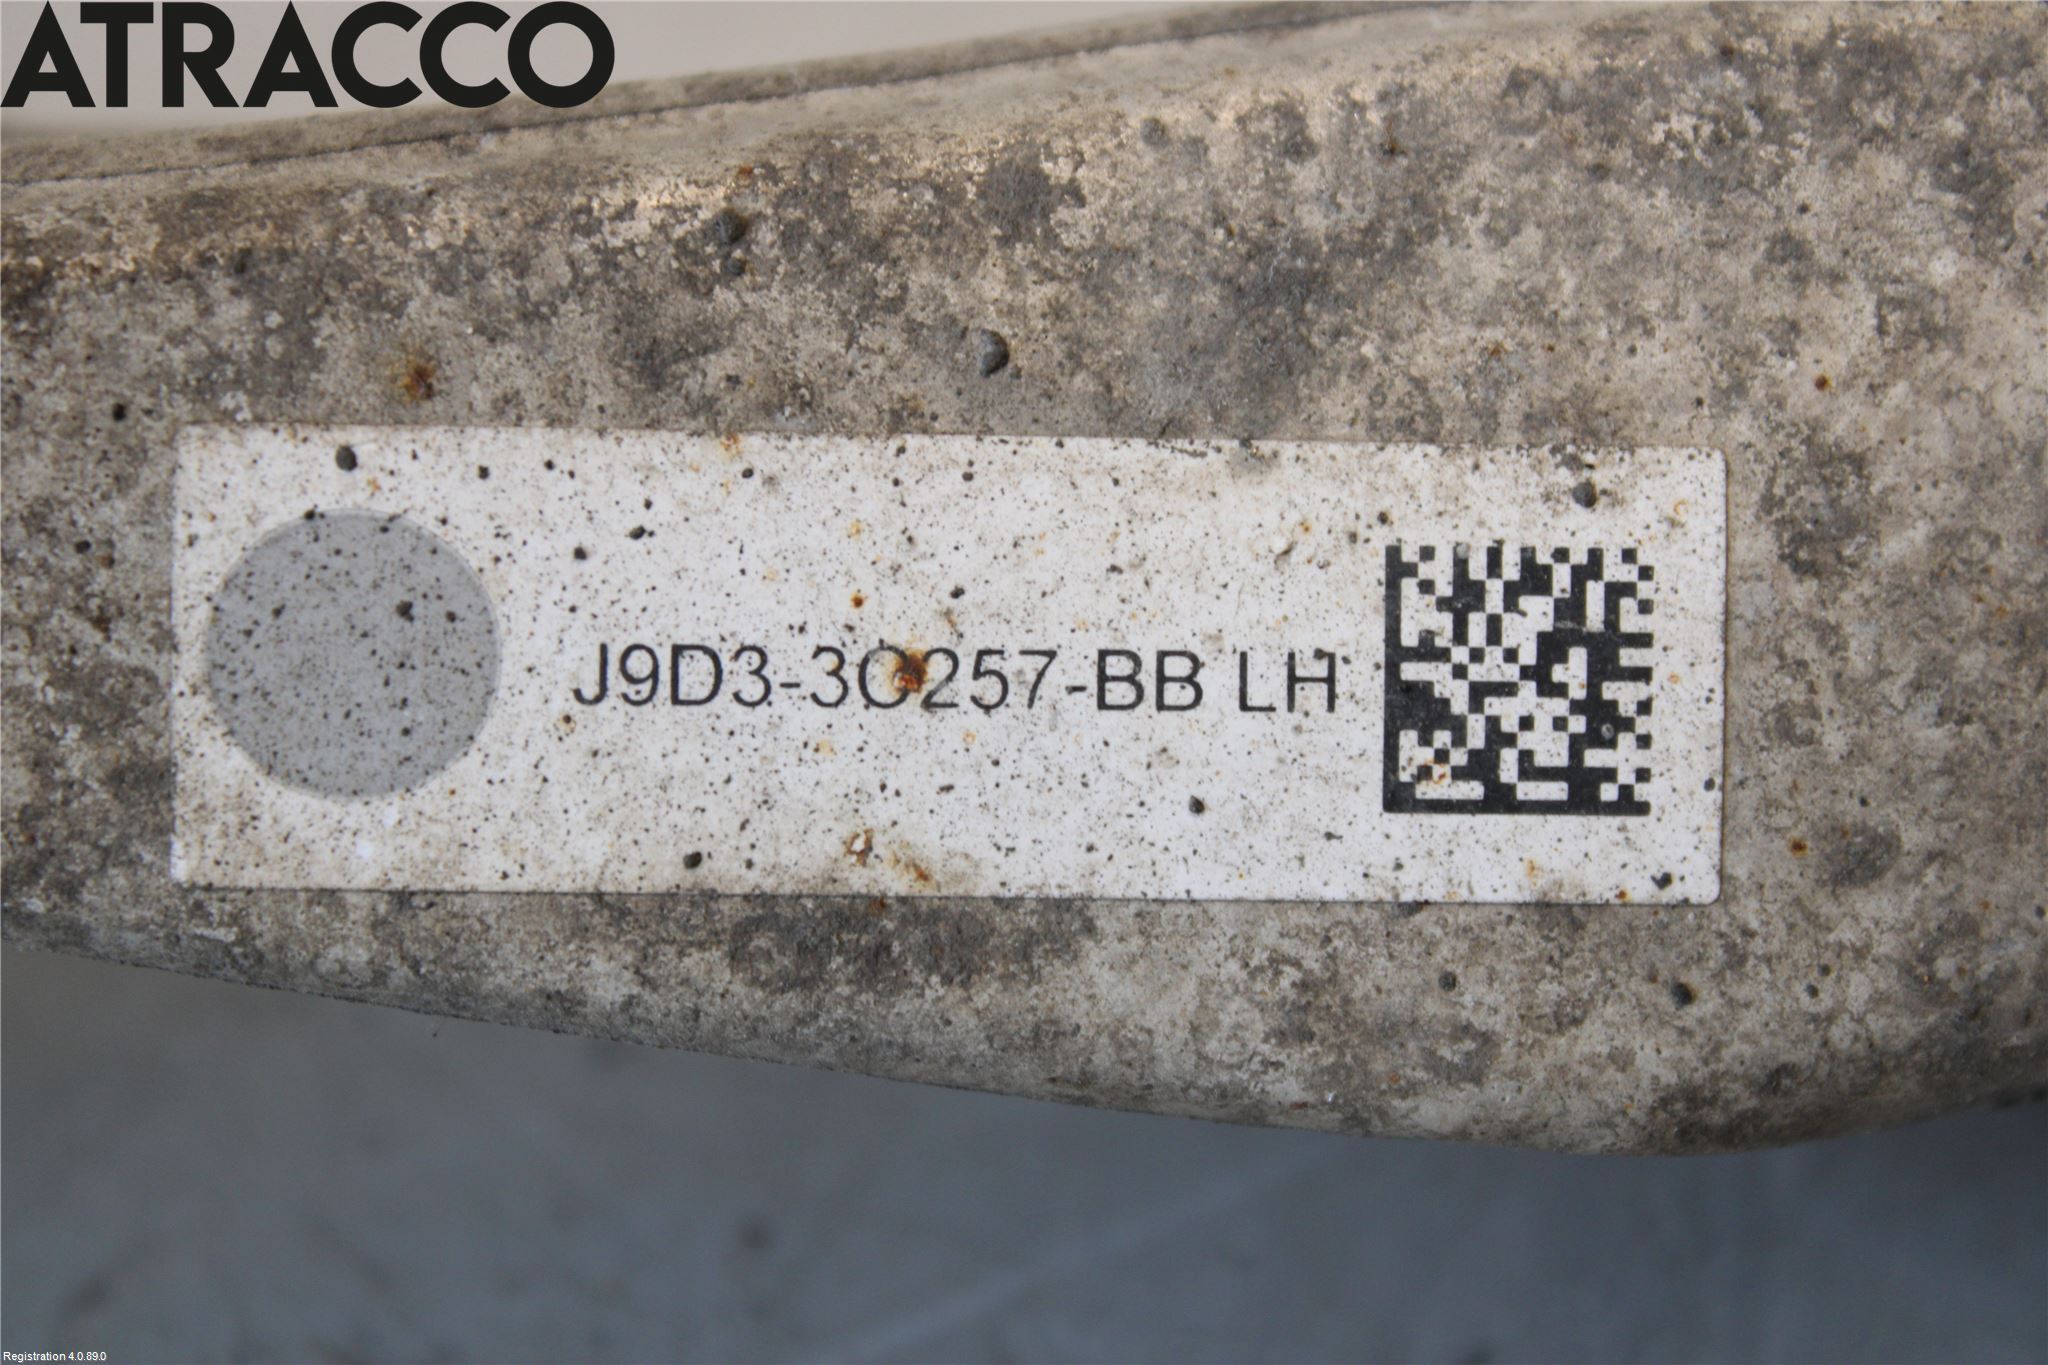 ATRACCO
J9D3-3C257-BB LH
Registration 4.0.89.0